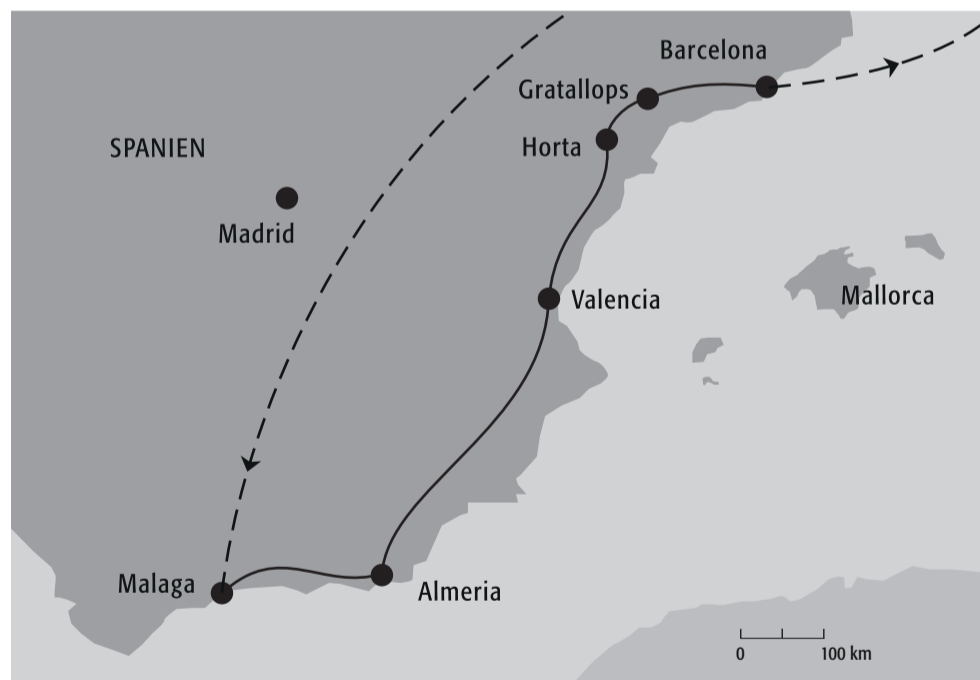 Barcelona
Gratallops
SPANIEN
Horta
Madrid
Valencia
Mallorca
Malaga
Almeria
0 100 km